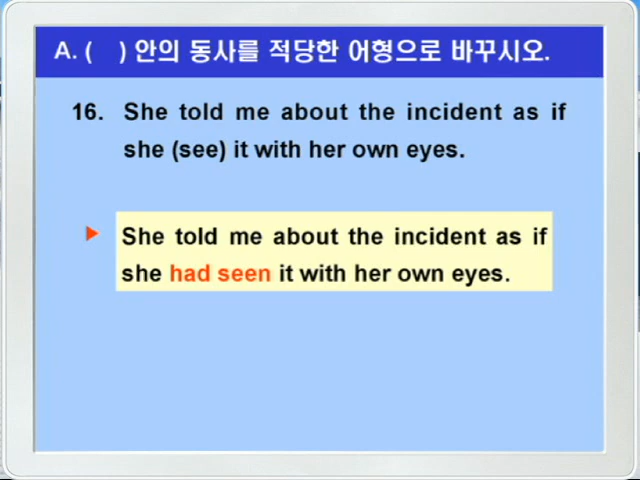 A. ( ) 안의 동사를 적당한 어형으로 바꾸시오.
16. She told me about the incident as if
she (see) it with her own eyes.
She told me about the incident as if
she had seen it with her own eyes.